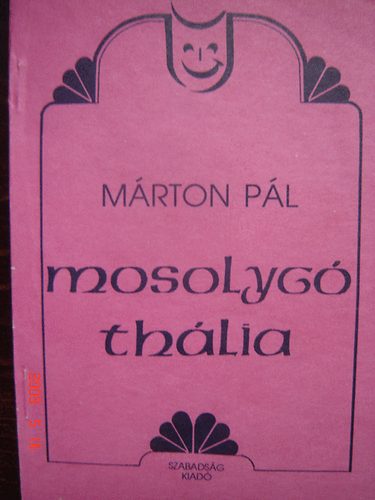 MÁRTON PÁL
mosolygó
thália
SZABADSÁG
KIADÓ